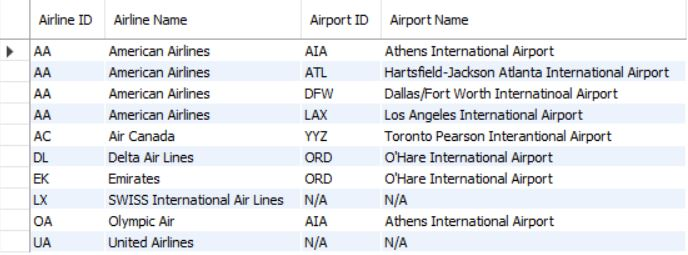 Airline ID Airline Name Airport ID Airport Name
AA American Airlines AIA Athens International Airport
AA American Airlines ATL Hartsfield-Jackson Atlanta International Airport
AA American Airlines DFW Dallas/Fort Worth Internatinoal Airport
AA American Airlines LAX Los Angeles International Airport
AC Air Canada YYZ Toronto Pearson Interantional Airport
DL Delta Air Lines ORD O'Hare International Airport
EK Emirates ORD O'Hare International Airport
LX SWISS International Air Lines N/A N/A
OA Olympic Air AIA Athens International Airport
UA United Airlines N/A N/A